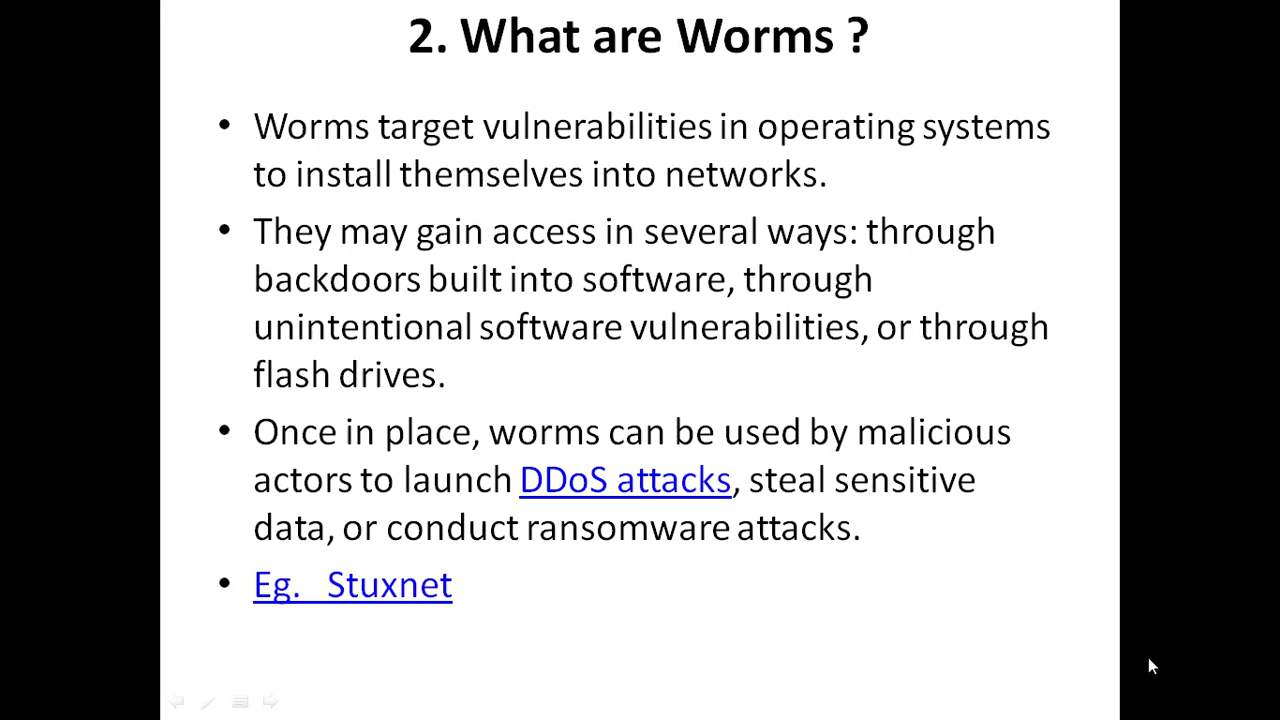 2. What are Worms ?
• Worms target vulnerabilities in operating systems
to install themselves into networks.
• They may gain access in several ways: through
backdoors built into software, through
unintentional software vulnerabilities, or through
flash drives.
• Once in place, worms can be used by malicious
actors to launch DDoS attacks, steal sensitive
data, or conduct ransomware attacks.
• Eg.   Stuxnet